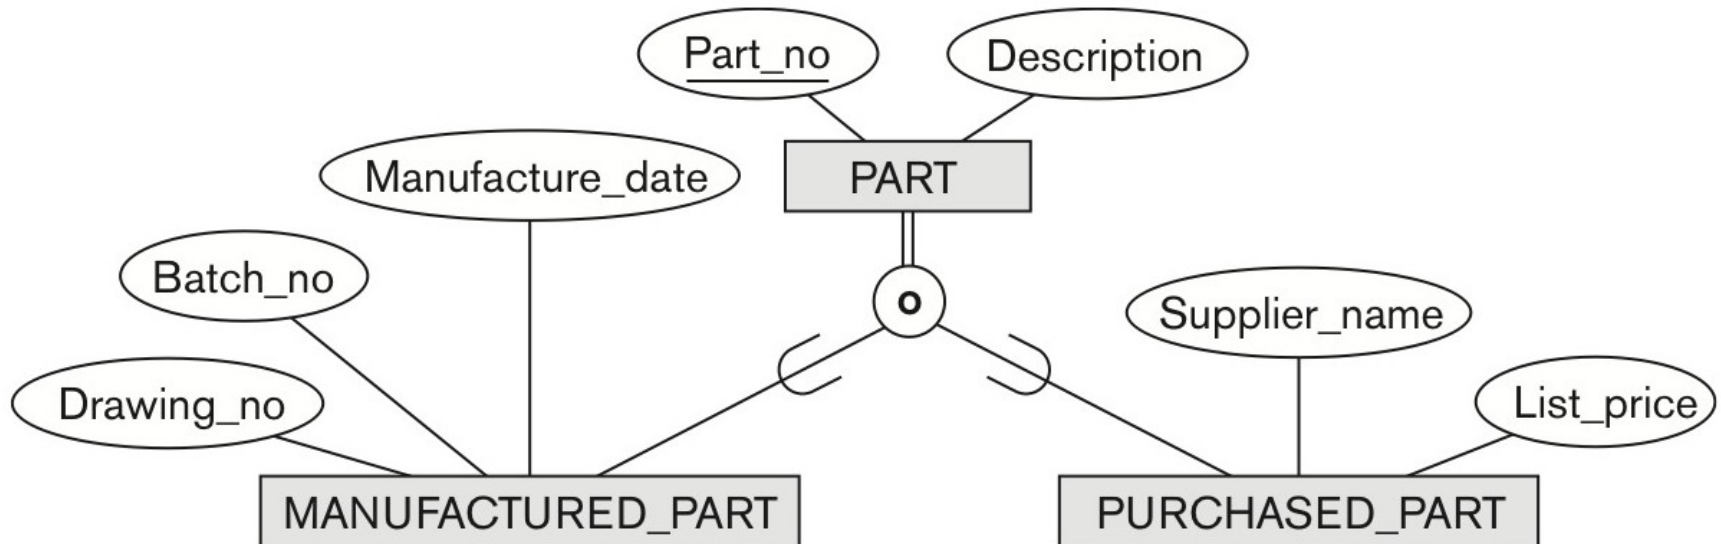 Part_no
Description
Manufacture_date
PART
Batch_no
o
Supplier_name
Drawing_no
List_price
MANUFACTURED_PART
PURCHASED_PART